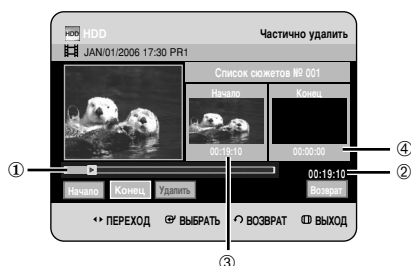 HDD HDD Частично удалить
JAN/01/2006 17:30 PR1
Список сюжетов № 001
Начало Конец
00:19:10 00:00:00 ④
① 00:19:10 ②
Начало Конец Удалить Возврат
ПЕРЕХОД ВЫБРАТЬ ВОЗВРАТ ВЫХОД
③